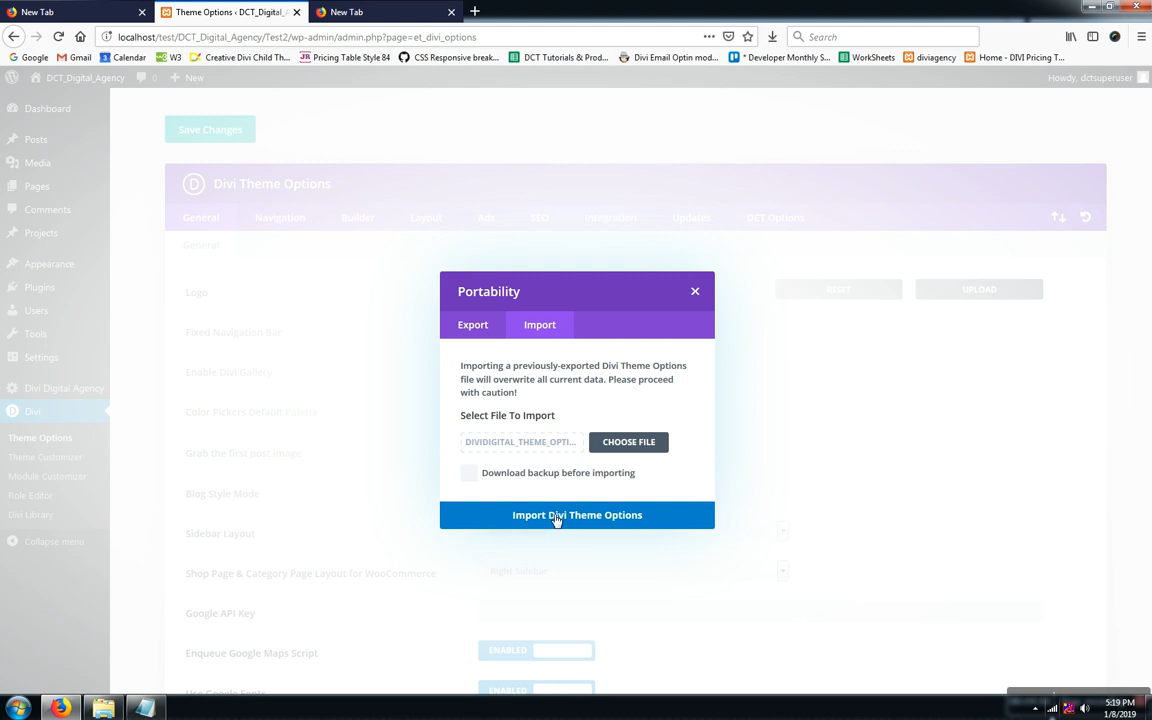 New Tab
Theme Options ‹ DCT_Digital_A
New Tab
localhost/test/DCT_Digital_Agency/Test2/wp-admin/admin.php?page=et_divi_options
Search
Google
Gmail
Calendar
W3
Creative Divi Child Th...
Pricing Table Style 84
CSS Responsive break...
DCT Tutorials & Prod...
Divi Email Optin mod...
* Developer Monthly S...
WorkSheets
diviagency
Home - DIVI Pricing T...
DCT_Digital_Agency
0
New
Howdy, dctsuperuser
Dashboard
Posts
Media
Pages
Comments
Projects
Appearance
Plugins
Users
Tools
Settings
Divi Digital Agency
Divi
Theme Options
Theme Customizer
Module Customizer
Role Editor
Divi Library
Collapse menu
Save Changes
D
Divi Theme Options
General
Navigation
Builder
Layout
Ads
SEO
Integration
Updates
DCT Options
General
Logo
RESET
UPLOAD
Fixed Navigation Bar
Enable Divi Gallery
Color Pickers Default Palette
Grab the first post image
Blog Style Mode
Sidebar Layout
Shop Page & Category Page Layout for WooCommerce
Right Sidebar
Google API Key
Enqueue Google Maps Script
ENABLED
Use Google Fonts
ENABLED
Portability
Export
Import
Importing a previously-exported Divi Theme Options
file will overwrite all current data. Please proceed
with caution!
Select File To Import
DIVIDIGITAL_THEME_OPTI...
CHOOSE FILE
Download backup before importing
Import Divi Theme Options
5:19 PM
1/8/2019